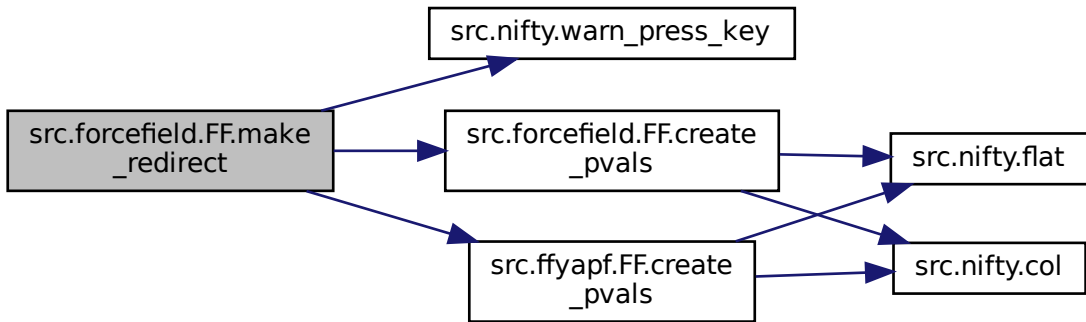 src.nifty.warn_press_key
src.forcefield.FF.make
_redirect
src.forcefield.FF.create
_pvals
src.nifty.flat
src.ffyapf.FF.create
_pvals
src.nifty.col